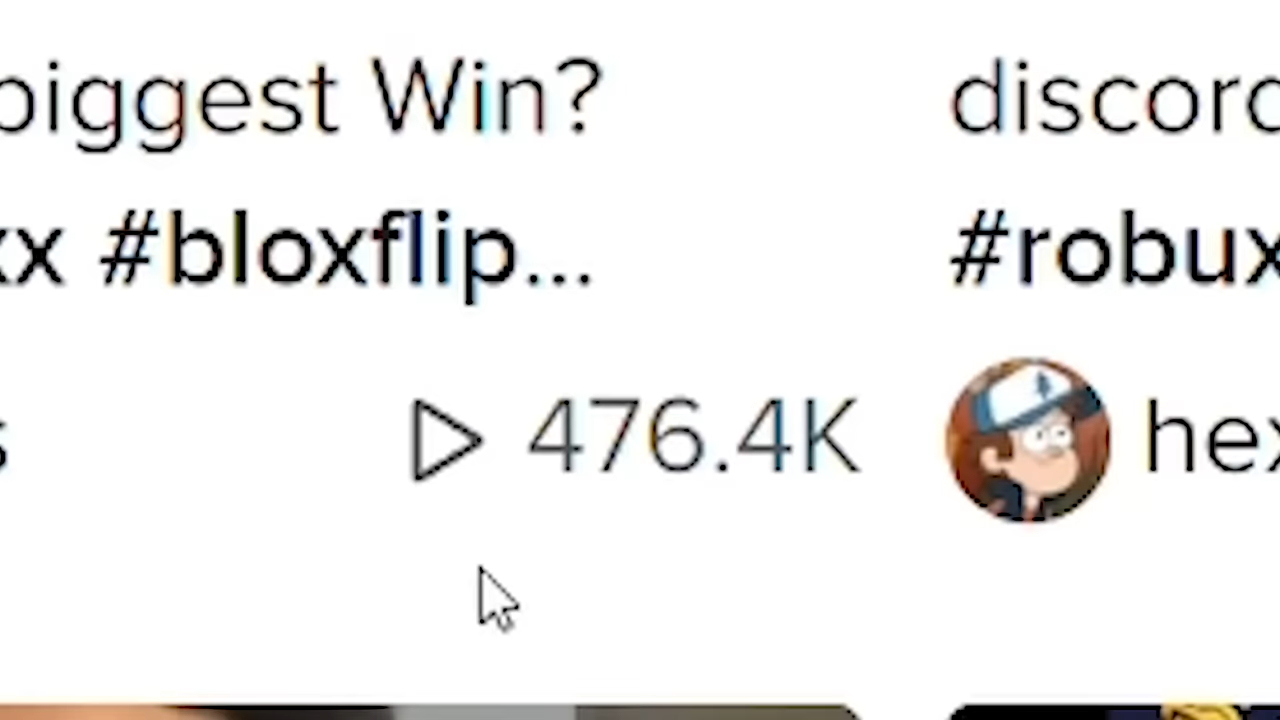 biggest Win?
#bloxflip...
476.4K
discord
#robux
hex